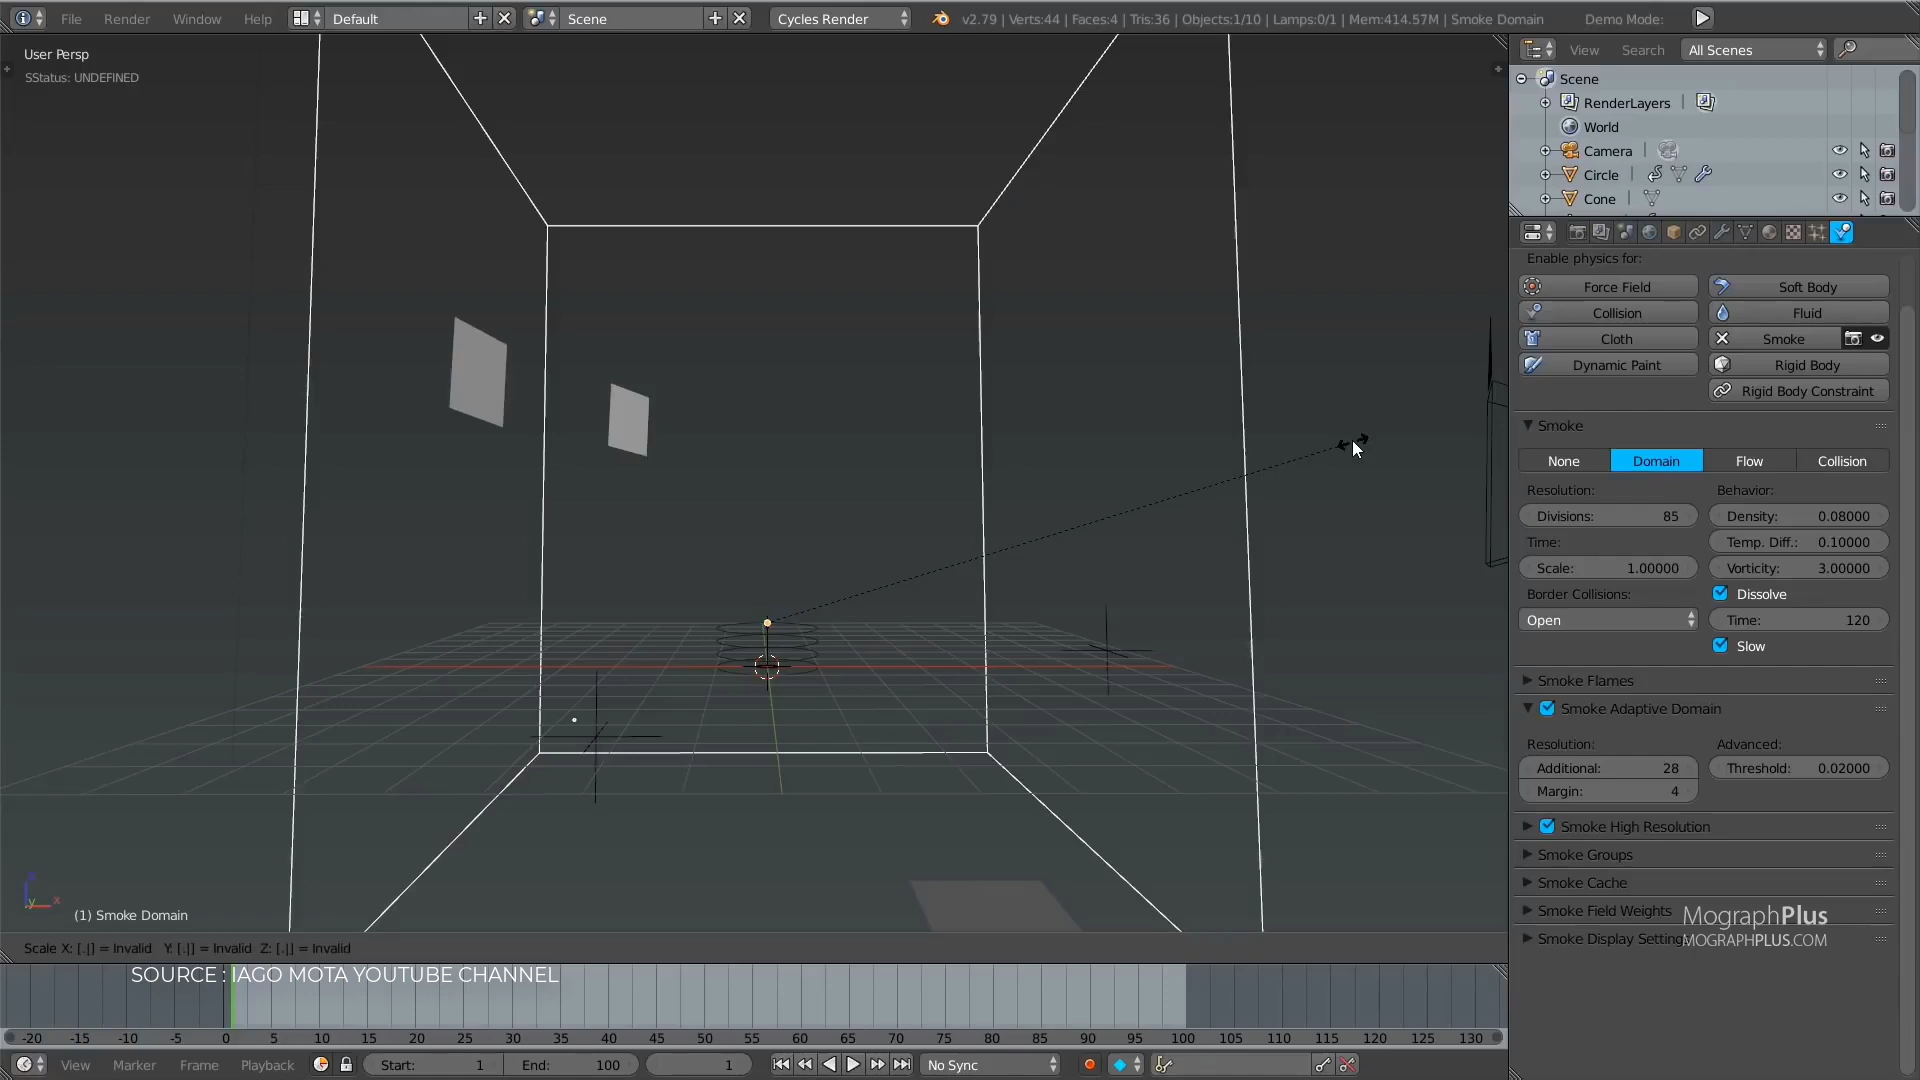 File Render Window Help Default Scene Cycles Render v2.79 | Verts:44 | Faces:4 | Tris:36 | Objects:1/10 | Lamps:0/1 | Mem:414.57M | Smoke Domain Demo Mode:
User Persp
SStatus: UNDEFINED
View Search All Scenes
Scene
RenderLayers
World
Camera
Circle
Cone
Enable physics for:
Force Field Soft Body
Collision Fluid
Cloth Smoke
Dynamic Paint Rigid Body
Rigid Body Constraint
Smoke
None Domain Flow Collision
Resolution: Behavior:
Divisions: 85 Density: 0.08000
Time: Temp. Diff.: 0.10000
Scale: 1.00000 Vorticity: 3.00000
Border Collisions: Dissolve
Open Time: 120
Slow
Smoke Flames
Smoke Adaptive Domain
Resolution: Advanced:
Additional: 28 Threshold: 0.02000
Margin: 4
Smoke High Resolution
Smoke Groups
Smoke Cache
Smoke Field Weights
Smoke Display Settings
MographPlus
MOGRAPHPLUS.COM
z
y x
(1) Smoke Domain
Scale X: [.|] = Invalid Y: [.|] = Invalid Z: [.|] = Invalid
SOURCE : IAGO MOTA YOUTUBE CHANNEL
-20 -15 -10 -5 0 5 10 15 20 25 30 35 40 45 50 55 60 65 70 75 80 85 90 95 100 105 110 115 120 125 130
View Marker Frame Playback Start: 1 End: 100 1 No Sync